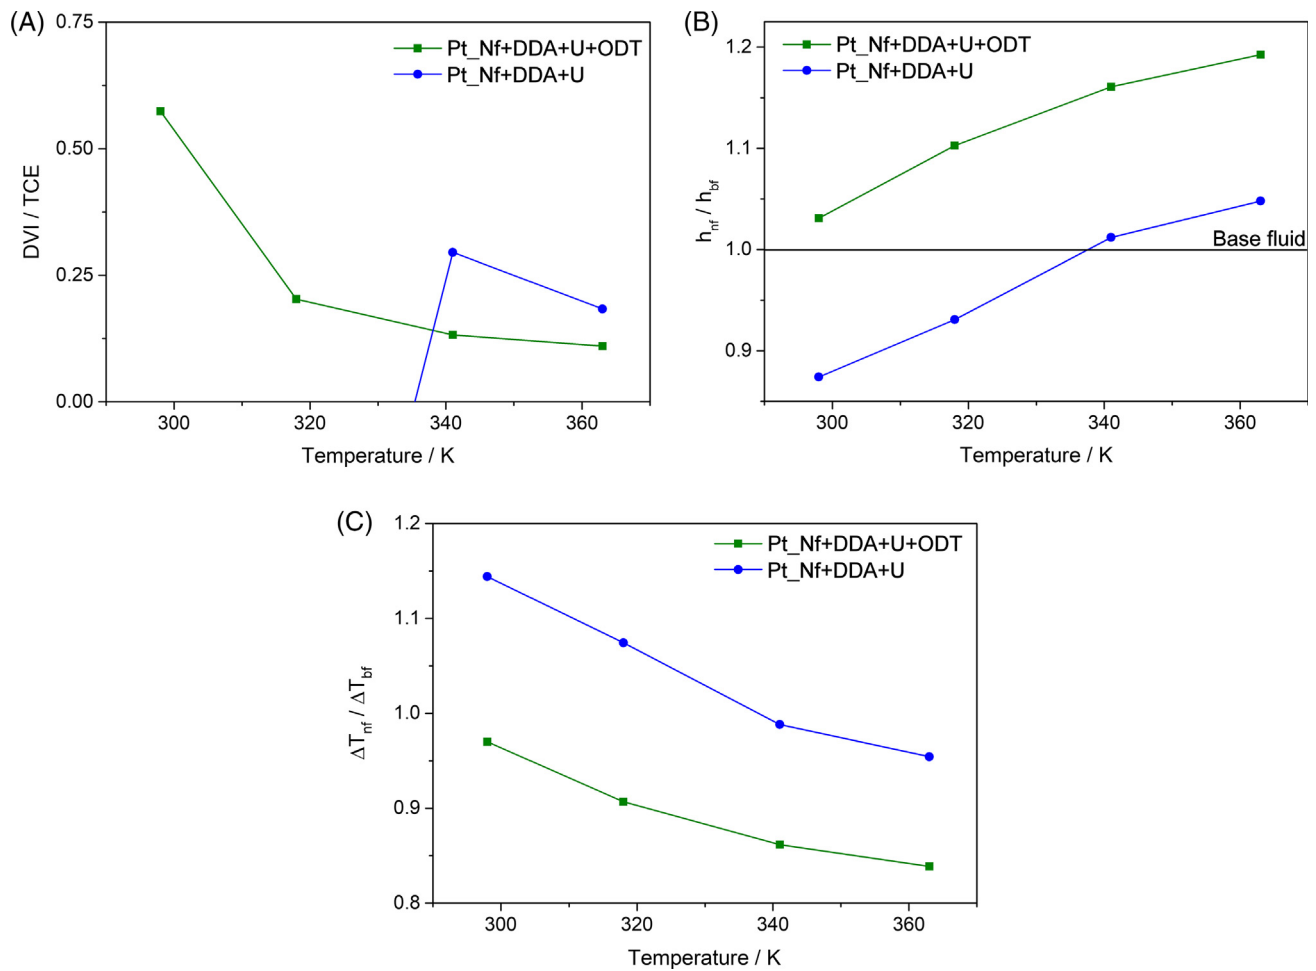 (A)
0.75
0.50
0.25
0.00
DVI / TCE
Pt_Nf+DDA+U+ODT
Pt_Nf+DDA+U
300 320 340 360
Temperature / K
(B)
1.2
1.1
1.0
0.9
h_nf / h_bf
Pt_Nf+DDA+U+ODT
Pt_Nf+DDA+U
Base fluid
300 320 340 360
Temperature / K
(C)
1.2
1.1
1.0
0.9
0.8
ΔT_nf / ΔT_bf
Pt_Nf+DDA+U+ODT
Pt_Nf+DDA+U
300 320 340 360
Temperature / K